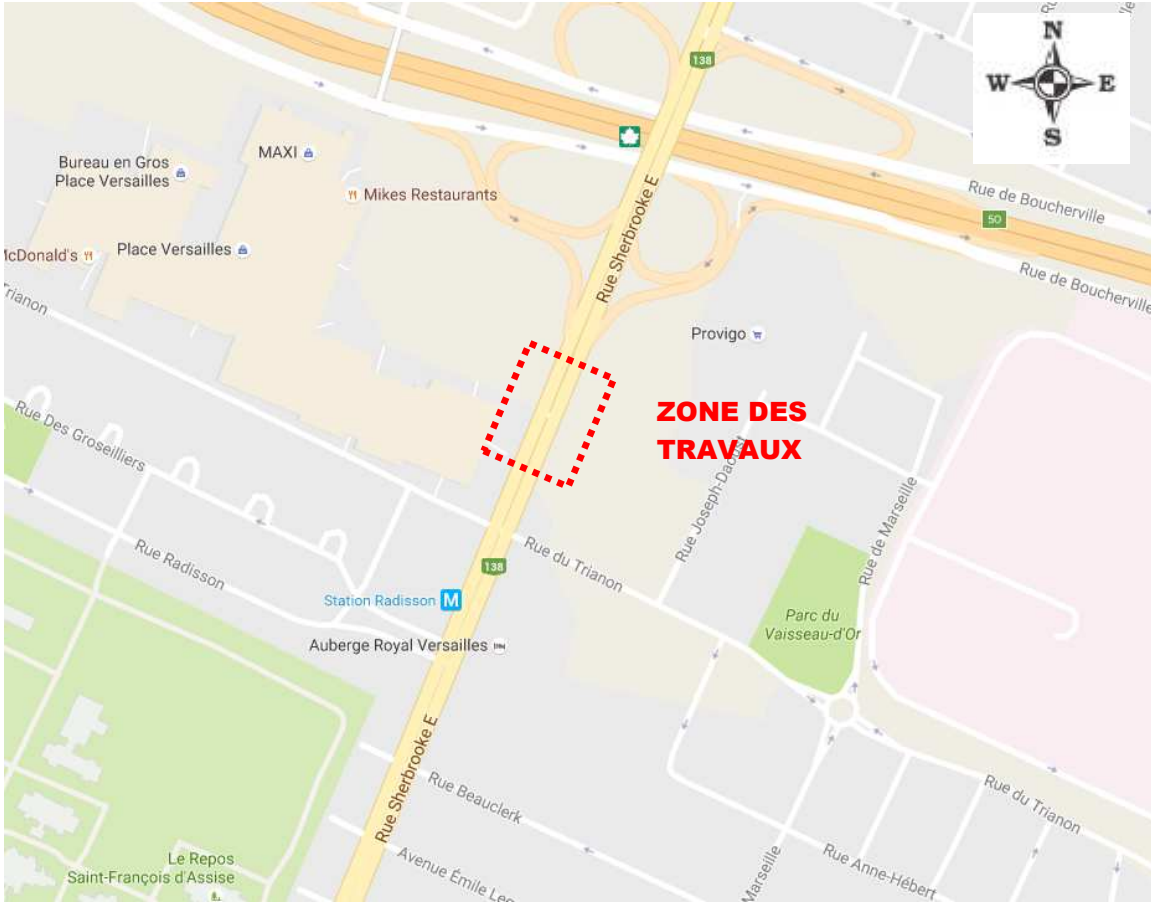 N
W E
S
138
MAXI
Bureau en Gros
Place Versailles
Mikes Restaurants
Rue de Boucherville
50
Place Versailles
McDonald's
Rue Sherbrooke E
Rue de Boucherville
Trianon
Provigo
ZONE DES
TRAVAUX
Rue Des Groseilliers
Rue Joseph-Daoust
Rue de Marseille
Rue Radisson
Rue du Trianon
138
Station Radisson M
Parc du
Vaisseau-d'Or
Auberge Royal Versailles
Rue Sherbrooke E
Rue Beauclerk
Rue du Trianon
Le Repos
Saint-François d'Assise
Avenue Émile Leg
Marseille
Rue Anne-Hébert